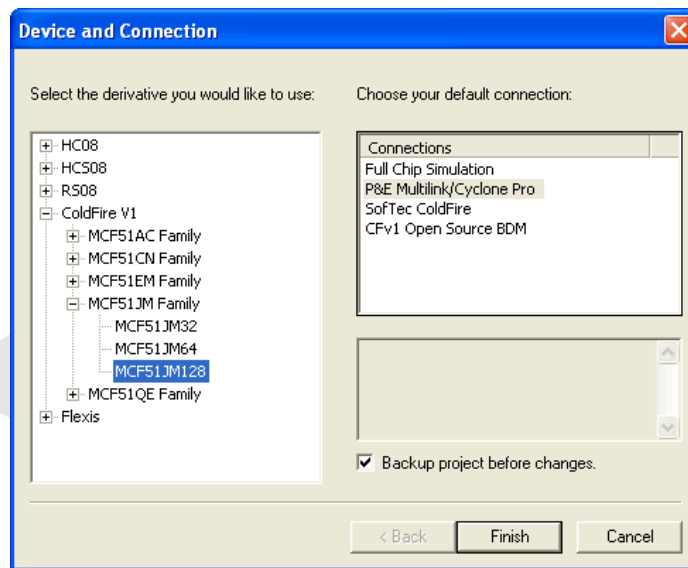 Device and Connection
Select the derivative you would like to use:
HC08
HCS08
RS08
ColdFire V1
MCF51AC Family
MCF51CN Family
MCF51EM Family
MCF51JM Family
MCF51JM32
MCF51JM64
MCF51JM128
MCF51QE Family
Flexis
Choose your default connection:
Connections
Full Chip Simulation
P&E Multilink/Cyclone Pro
SofTec ColdFire
CFv1 Open Source BDM
Backup project before changes.
< Back
Finish
Cancel